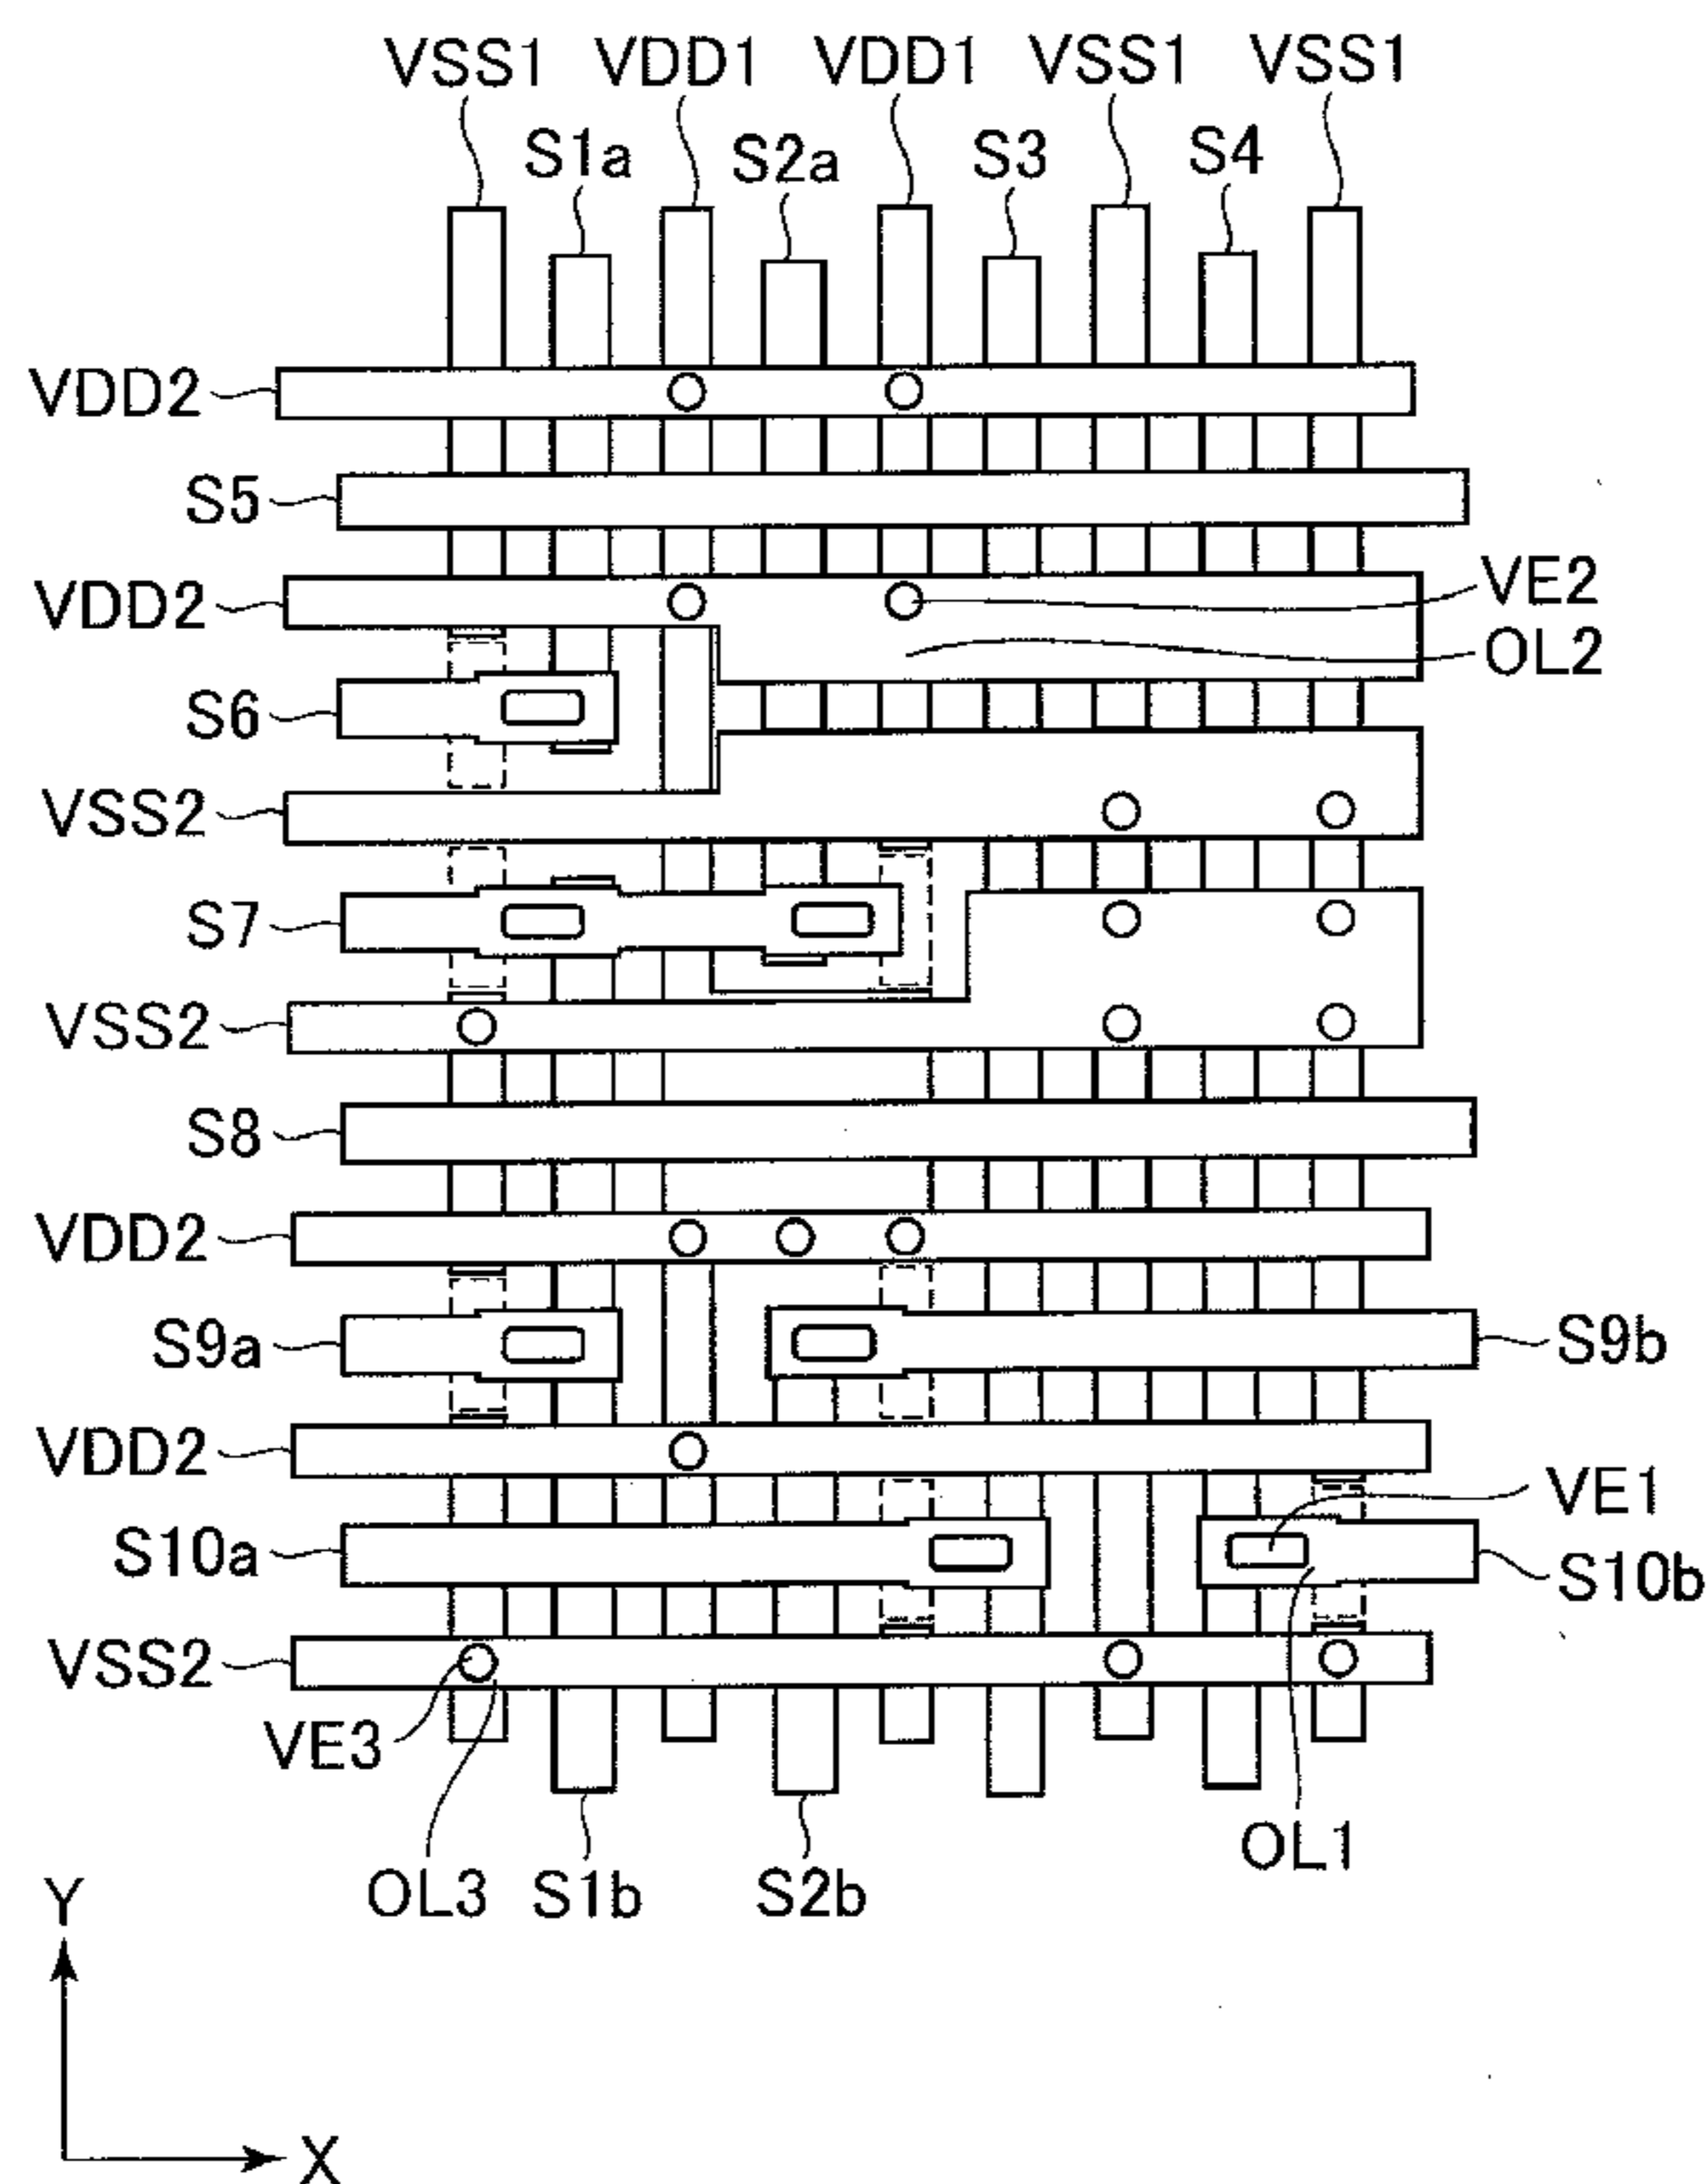 VSS1 VDD1 VDD1 VSS1 VSS1
S1a S2a S3 S4
VDD2
S5
VDD2
VE2
OL2
S6
VSS2
S7
VSS2
S8
VDD2
S9a
S9b
VDD2
VE1
S10a
S10b
VSS2
VE3
OL1
OL3 S1b S2b
Y
X